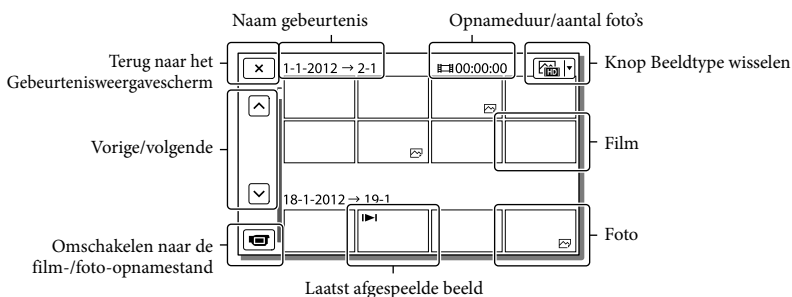 Naam gebeurtenis
Opnameduur/aantal foto's
Terug naar het
Gebeurtenisweergavescherm
1-1-2012 → 2-1
00:00:00
HD
Knop Beeldtype wisselen
Vorige/volgende
Film
18-1-2012 → 19-1
Omschakelen naar de
film-/foto-opnamestand
Foto
Laatst afgespeelde beeld